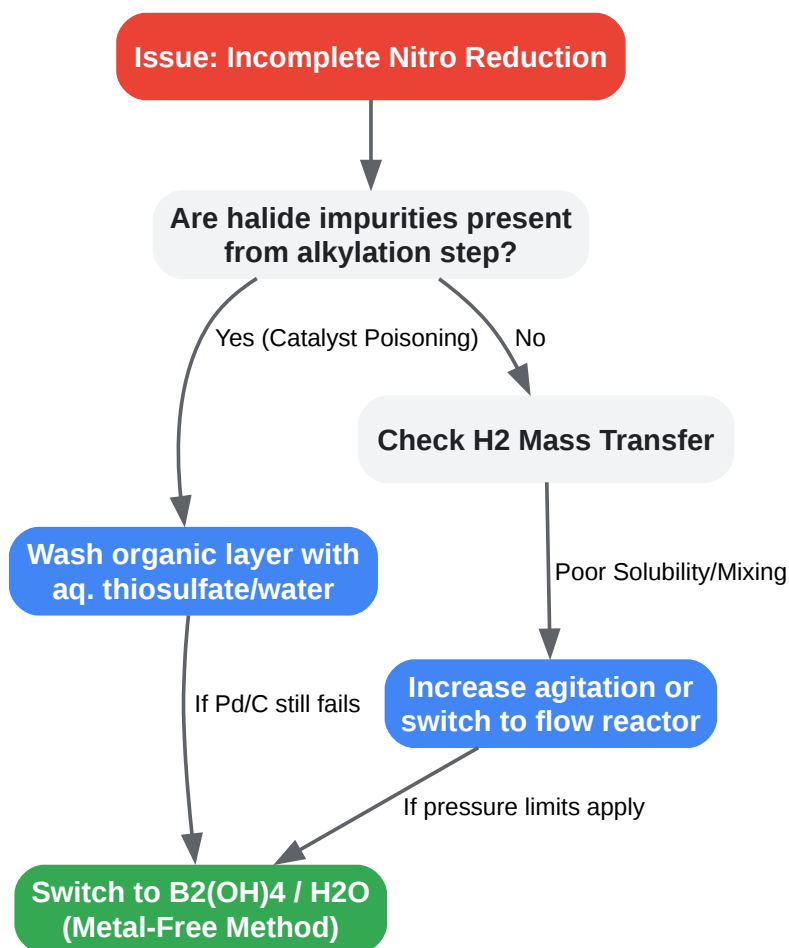 Issue: Incomplete Nitro Reduction
Are halide impurities present
from alkylation step?
Yes (Catalyst Poisoning)
No
Check H2 Mass Transfer
Wash organic layer with
aq. thiosulfate/water
Poor Solubility/Mixing
Increase agitation or
switch to flow reactor
If Pd/C still fails
If pressure limits apply
Switch to B2(OH)4 / H2O
(Metal-Free Method)